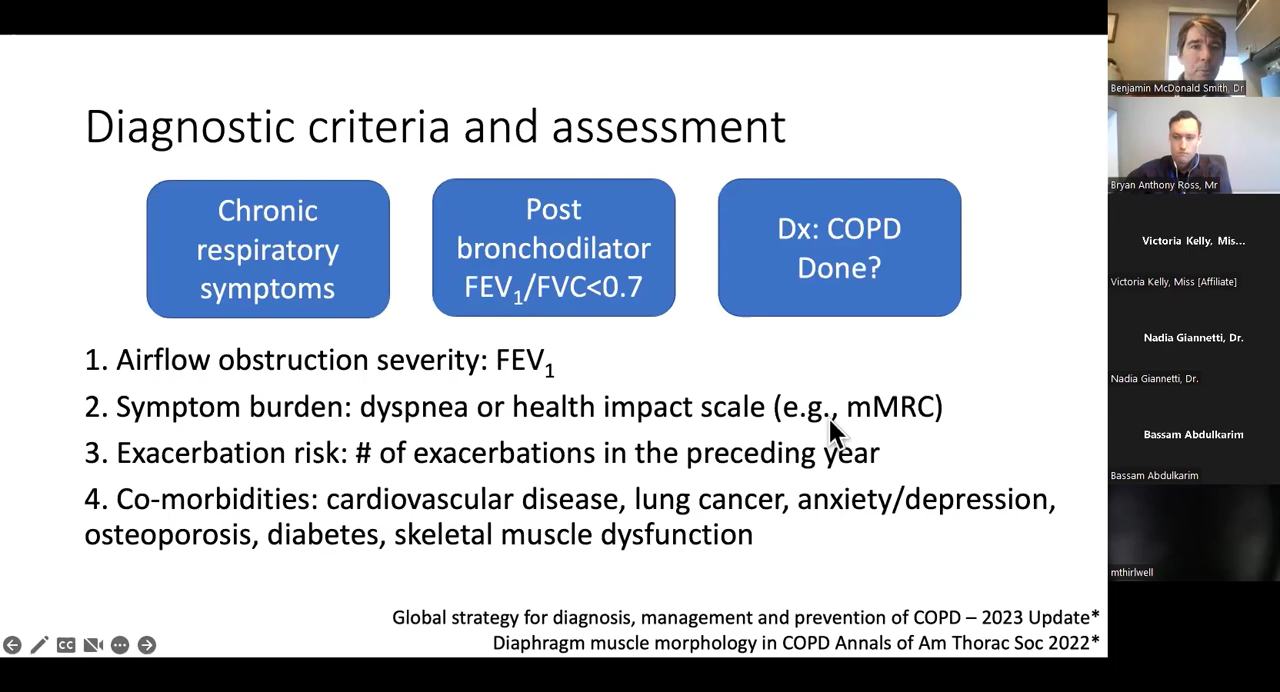 Diagnostic criteria and assessment
Chronic
respiratory
symptoms
Post
bronchodilator
FEV1/FVC<0.7
Dx: COPD
Done?
1. Airflow obstruction severity: FEV1
2. Symptom burden: dyspnea or health impact scale (e.g., mMRC)
3. Exacerbation risk: # of exacerbations in the preceding year
4. Co-morbidities: cardiovascular disease, lung cancer, anxiety/depression,
osteoporosis, diabetes, skeletal muscle dysfunction
Global strategy for diagnosis, management and prevention of COPD – 2023 Update*
Diaphragm muscle morphology in COPD Annals of Am Thorac Soc 2022*
CC
Benjamin McDonald Smith, Dr
Bryan Anthony Ross, Mr
Victoria Kelly, Mis...
Victoria Kelly, Miss [Affiliate]
Nadia Giannetti, Dr.
Nadia Giannetti, Dr.
Bassam Abdulkarim
Bassam Abdulkarim
mthirlwell